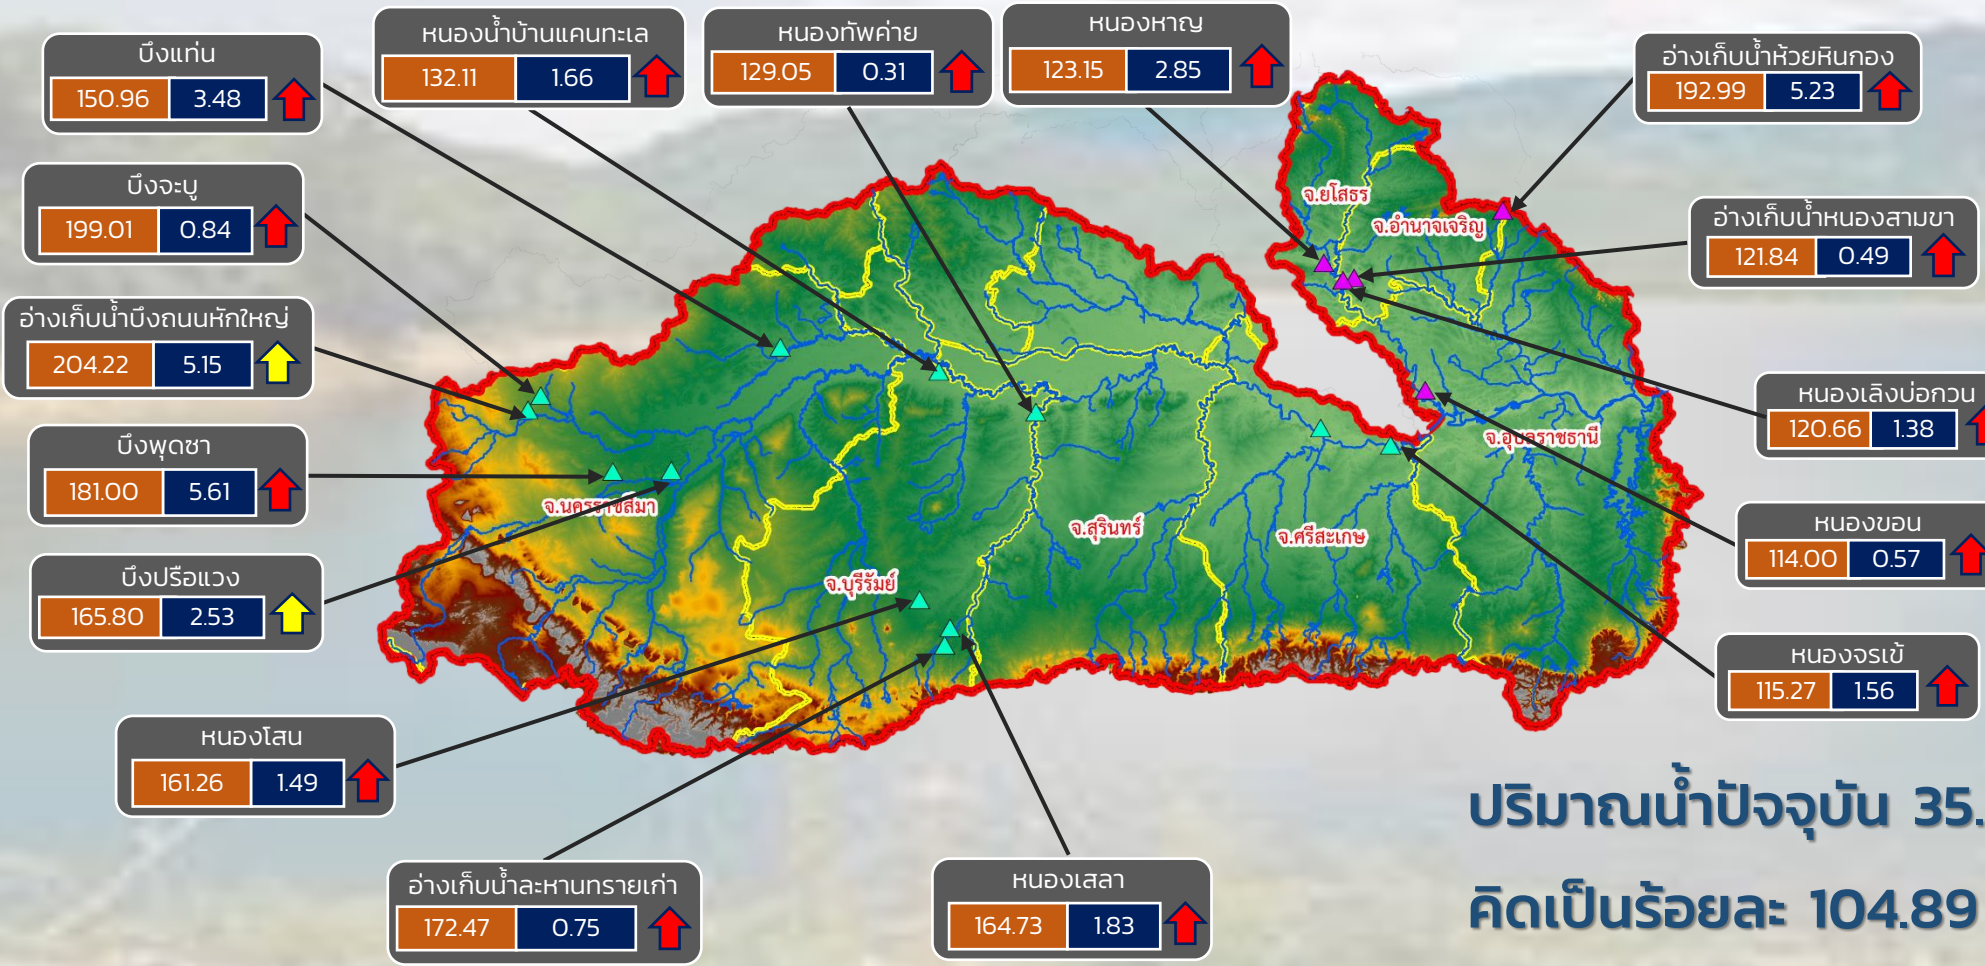 หนองหาญ
123.15 2.85
หนองทัพค่าย
129.05 0.31
หนองน้ำบ้านแคนทะเล
132.11 1.66
บึงแท่น
150.96 3.48
อ่างเก็บน้ำห้วยหินกอง
192.99 5.23
บึงจะบู
199.01 0.84
จ.ยโสธร
จ.อำนาจเจริญ
อ่างเก็บน้ำหนองสามขา
121.84 0.49
อ่างเก็บน้ำบึงถนนหักใหญ่
204.22 5.15
หนองเลิงบ่อกวน
120.66 1.38
บึงพุดซา
181.00 5.61
จ.อุบลราชธานี
จ.นครราชสีมา
จ.สุรินทร์
จ.ศรีสะเกษ
หนองขอน
114.00 0.57
บึงปรือแวง
165.80 2.53
จ.บุรีรัมย์
หนองจรเข้
115.27 1.56
หนองโสน
161.26 1.49
อ่างเก็บน้ำละหานทรายเก่า
172.47 0.75
หนองเสลา
164.73 1.83
ปริมาณน้ำปัจจุบัน 35.
คิดเป็นร้อยละ 104.89